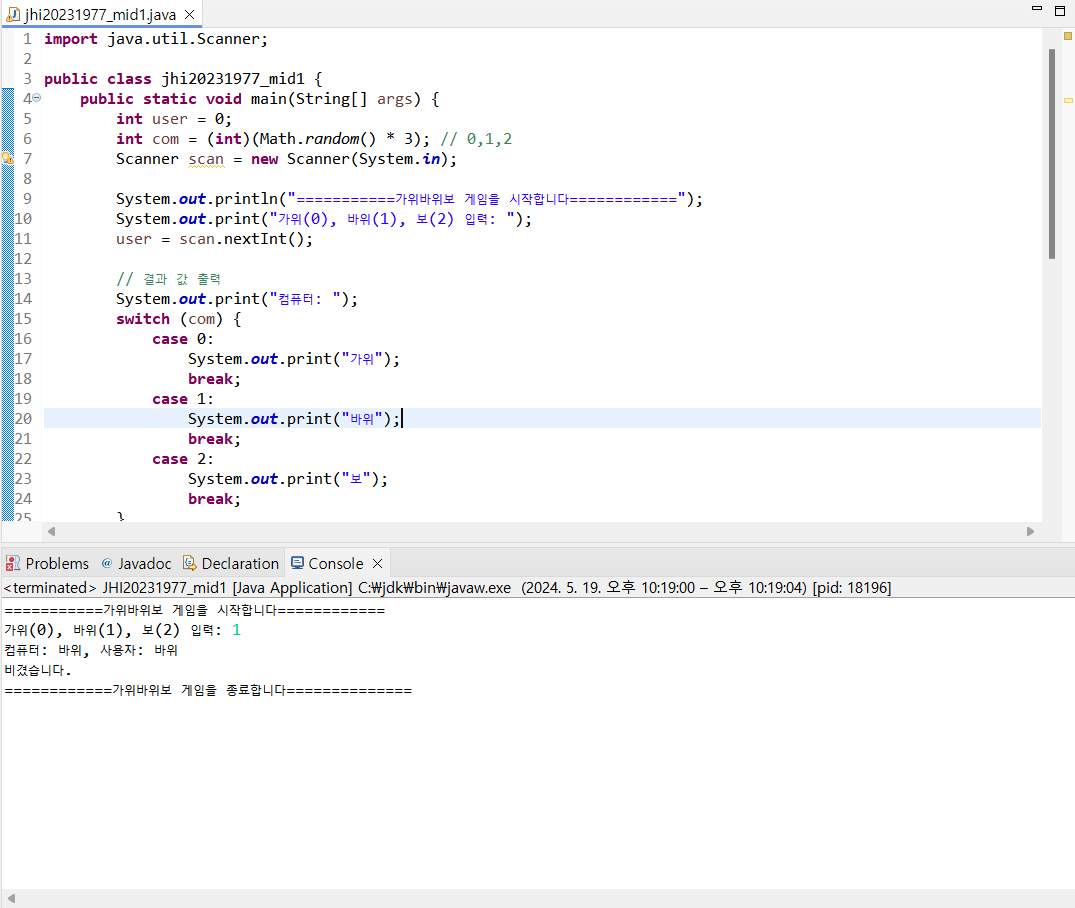 jhi20231977_mid1.java
1 import java.util.Scanner;
2
3 public class jhi20231977_mid1 {
4     public static void main(String[] args) {
5         int user = 0;
6         int com = (int)(Math.random() * 3); // 0,1,2
7         Scanner scan = new Scanner(System.in);
8
9         System.out.println("===========가위바위보 게임을 시작합니다============");
10         System.out.print("가위(0), 바위(1), 보(2) 입력: ");
11         user = scan.nextInt();
12
13         // 결과 값 출력
14         System.out.print("컴퓨터: ");
15         switch (com) {
16             case 0:
17                 System.out.print("가위");
18                 break;
19             case 1:
20                 System.out.print("바위");
21                 break;
22             case 2:
23                 System.out.print("보");
24                 break;
25         }
Problems @ Javadoc Declaration Console
<terminated> JHI20231977_mid1 [Java Application] C:₩jdk₩bin₩javaw.exe (2024. 5. 19. 오후 10:19:00 – 오후 10:19:04) [pid: 18196]
===========가위바위보 게임을 시작합니다============
가위(0), 바위(1), 보(2) 입력: 1
컴퓨터: 바위, 사용자: 바위
비겼습니다.
============가위바위보 게임을 종료합니다==============